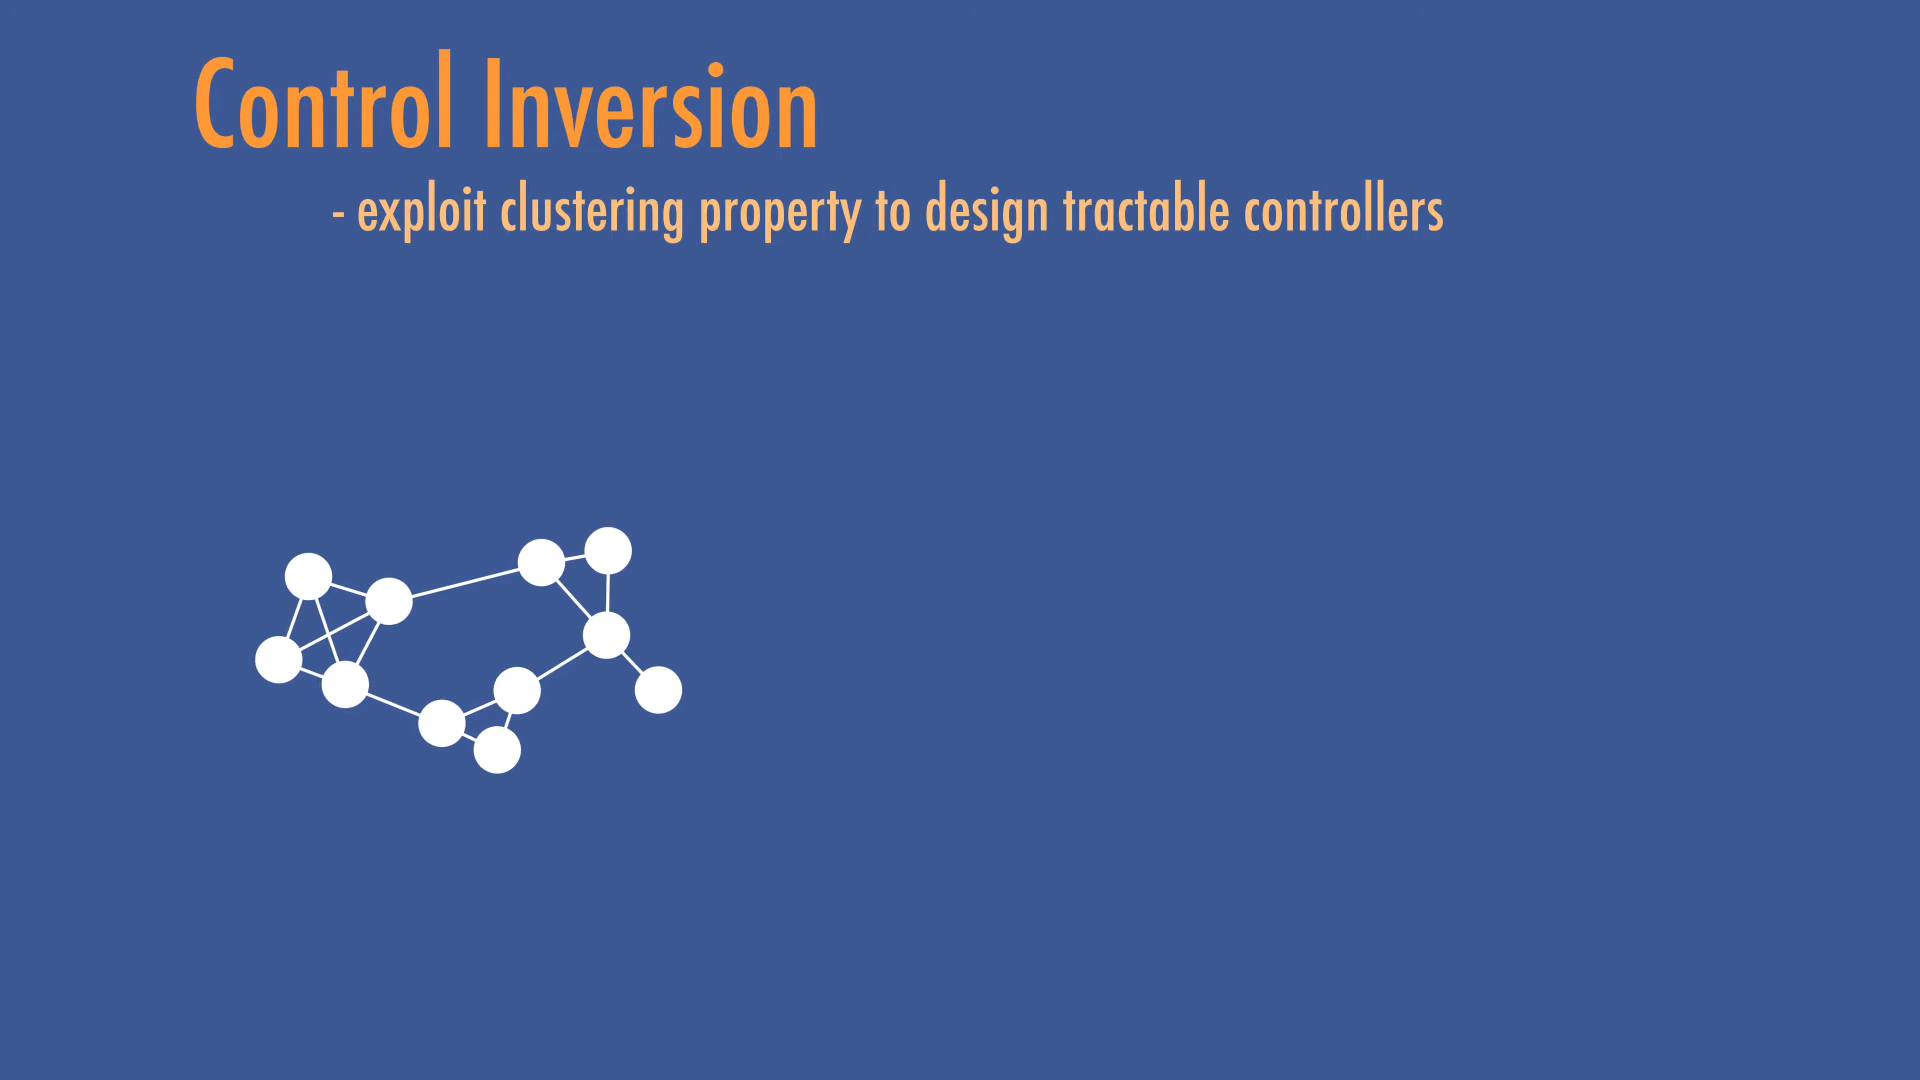 Control Inversion
- exploit clustering property to design tractable controllers